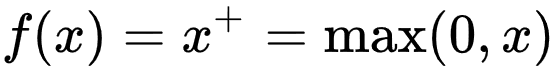 f(x) = x⁺ = max(0, x)